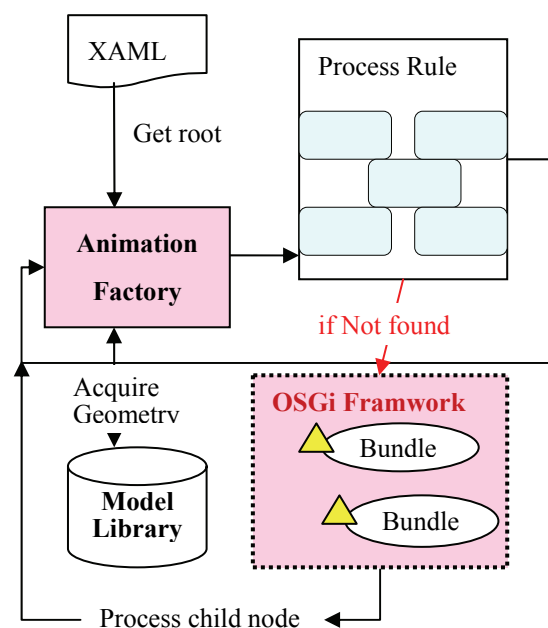 XAML
Process Rule
Get root
Animation
Factory
if Not found
Acquire
Geometry
OSGi Framwork
Bundle
Model
Library
Bundle
Process child node